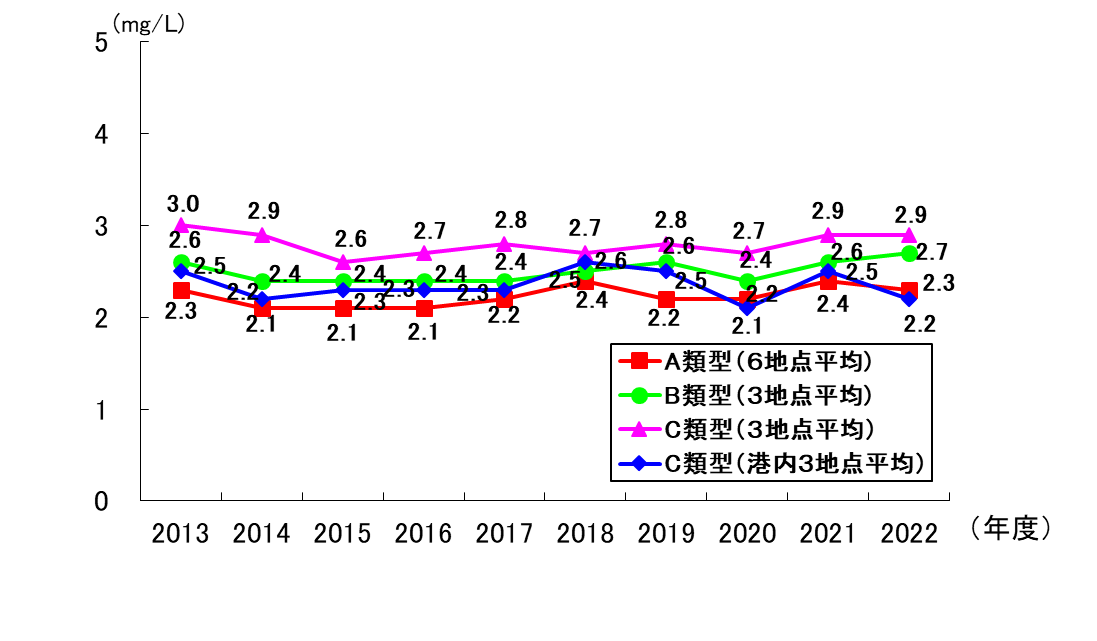 (mg/L)
5
4
3
2
1
0
3.0 2.9 2.6 2.7 2.8 2.7 2.8 2.7 2.9 2.9
2.6 2.4 2.4 2.4 2.4 2.5 2.6 2.4 2.6 2.7
2.5 2.2 2.3 2.3 2.3 2.6 2.5 2.1 2.5 2.2
2.3 2.1 2.1 2.1 2.2 2.4 2.2 2.2 2.4 2.3
A類型(6地点平均)
B類型(3地点平均)
C類型(3地点平均)
C類型(港内3地点平均)
2013 2014 2015 2016 2017 2018 2019 2020 2021 2022 (年度)